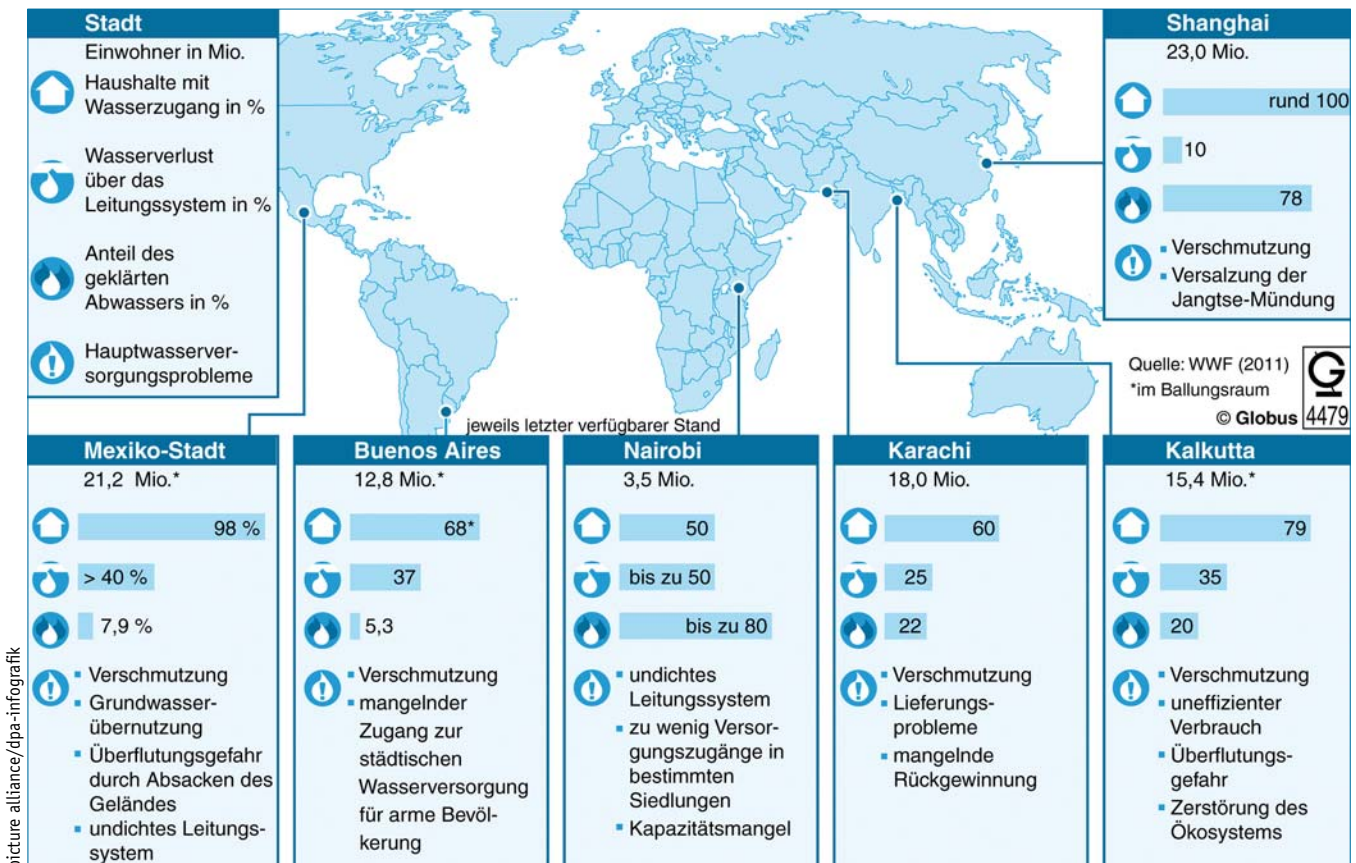 Stadt
Einwohner in Mio.
Haushalte mit
Wasserzugang in %
Wasserverlust
über das
Leitungssystem in %
Anteil des
geklärten
Abwassers in %
Hauptwasserver-
sorgungsprobleme
Shanghai
23,0 Mio.
rund 100
10
78
▪ Verschmutzung
▪ Versalzung der
Jangtse-Mündung
Quelle: WWF (2011)
*im Ballungsraum
© Globus 4479
G
jeweils letzter verfügbarer Stand
Mexiko-Stadt
21,2 Mio.*
98 %
> 40 %
7,9 %
▪ Verschmutzung
▪ Grundwasser-
übernutzung
▪ Überflutungsgefahr
durch Absacken des
Geländes
▪ undichtes Leitungs-
system
Buenos Aires
12,8 Mio.*
68*
37
5,3
▪ Verschmutzung
▪ mangelnder
Zugang zur
städtischen
Wasserversorgung
für arme Bevöl-
kerung
Nairobi
3,5 Mio.
50
bis zu 50
bis zu 80
▪ undichtes
Leitungssystem
▪ zu wenig Versor-
gungszugänge in
bestimmten
Siedlungen
▪ Kapazitätsmangel
Karachi
18,0 Mio.
60
25
22
▪ Verschmutzung
▪ Lieferungs-
probleme
▪ mangelnde
Rückgewinnung
Kalkutta
15,4 Mio.*
79
35
20
▪ Verschmutzung
▪ uneffizienter
Verbrauch
▪ Überflutungs-
gefahr
▪ Zerstörung des
Ökosystems
picture alliance/dpa-infografik